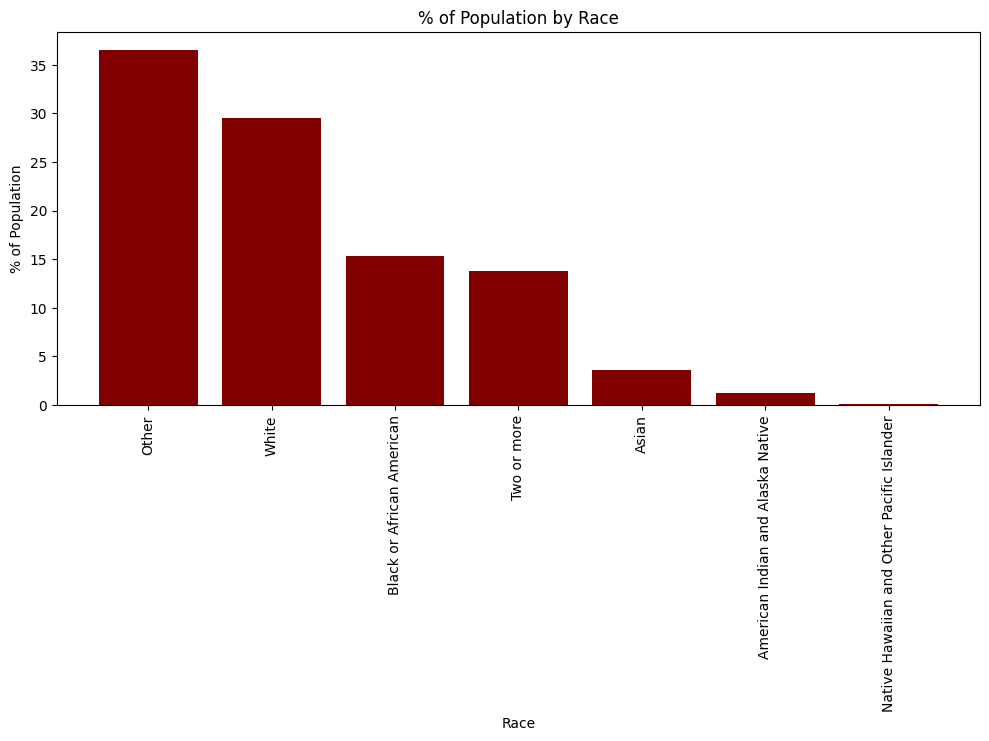 % of Population by Race
% of Population
35
30
25
20
15
10
5
0
Other
White
Black or African American
Two or more
Asian
American Indian and Alaska Native
Native Hawaiian and Other Pacific Islander
Race